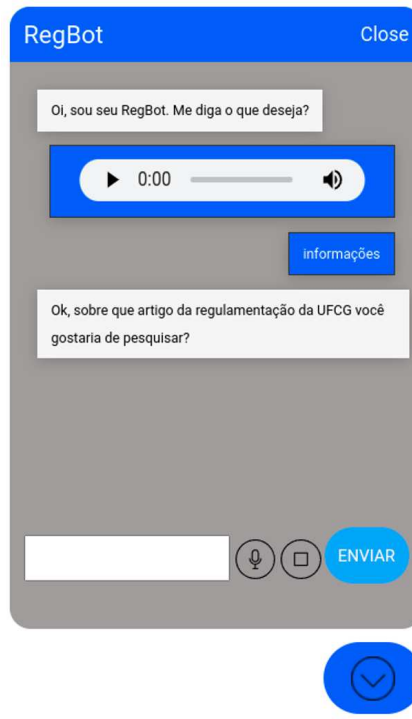 RegBot
Close
Oi, sou seu RegBot. Me diga o que deseja?
0:00
informações
Ok, sobre que artigo da regulamentação da UFCG você
gostaria de pesquisar?
ENVIAR